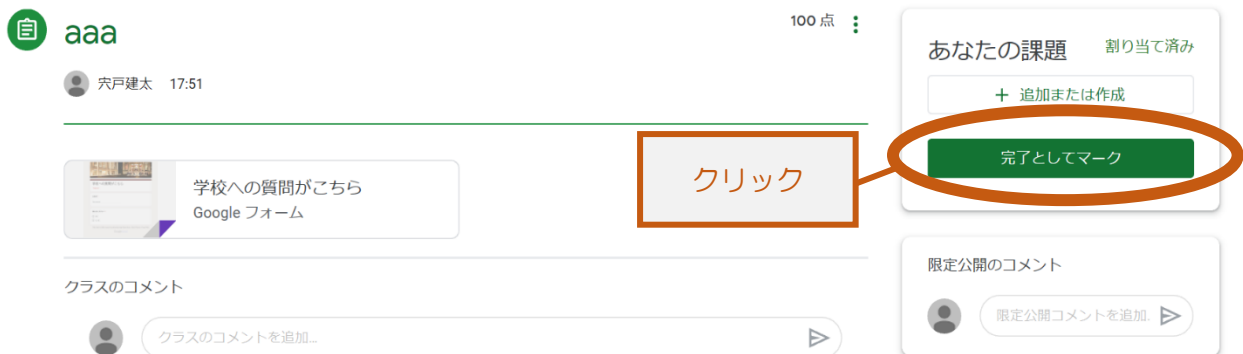 aaa
100 点
宍戸建太 17:51
学校への質問がこちら
Google フォーム
クラスのコメント
クラスのコメントを追加...
クリック
あなたの課題 割り当て済み
+ 追加または作成
完了としてマーク
限定公開のコメント
限定公開コメントを追加.